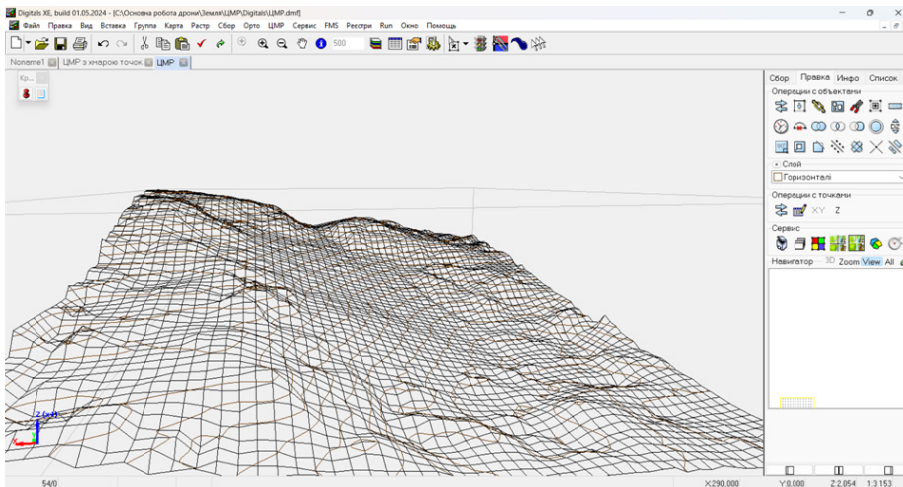 Digitals XE, build 01.05.2024 - [C:\Основна робота дрони\Земля\ЦМР\Digitals\ЦМР.dmf]
Файл Правка Вид Вставка Группа Карта Растр Сбор Орто ЦМР Сервис FMS Реєстри Run Окно Помощь
500
Noname1 ЦМР з хмарою точок ЦМР
Кр...
Сбор Правка Инфо Список
Операции с объектами
Слой
Горизонталі
Операции с точками
XY Z
Сервис
Навигатор 3D Zoom View All
Z (x4)
X
54/0 X:290,000 Y:0,000 Z:2,054 1:3 153